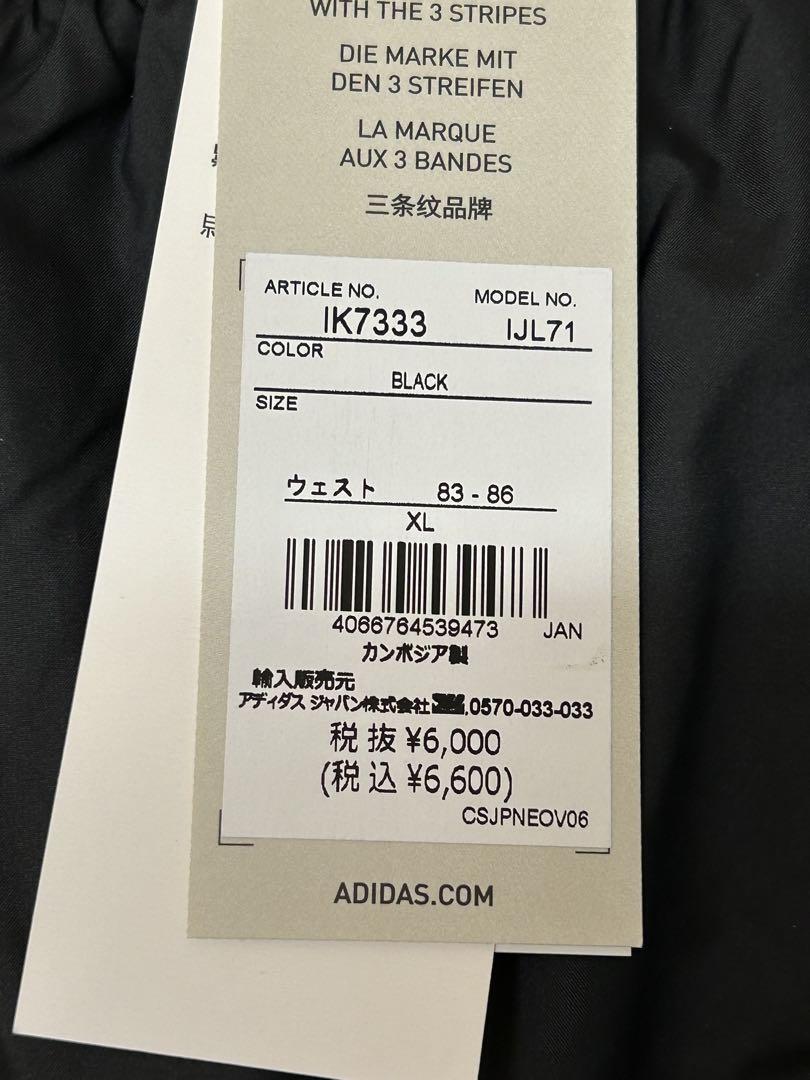 WITH THE 3 STRIPES
DIE MARKE MIT
DEN 3 STREIFEN
LA MARQUE
AUX 3 BANDES
三条纹品牌
ARTICLE NO.
MODEL NO.
IK7333
IJL71
COLOR
BLACK
SIZE
ウェスト 83 - 86
XL
4066764539473 JAN
カンボジア製
輸入販売元
アディダス ジャパン株式会社 ,0570-033-033
税抜 ¥6,000
(税込 ¥6,600)
CSJPNEOV06
ADIDAS.COM